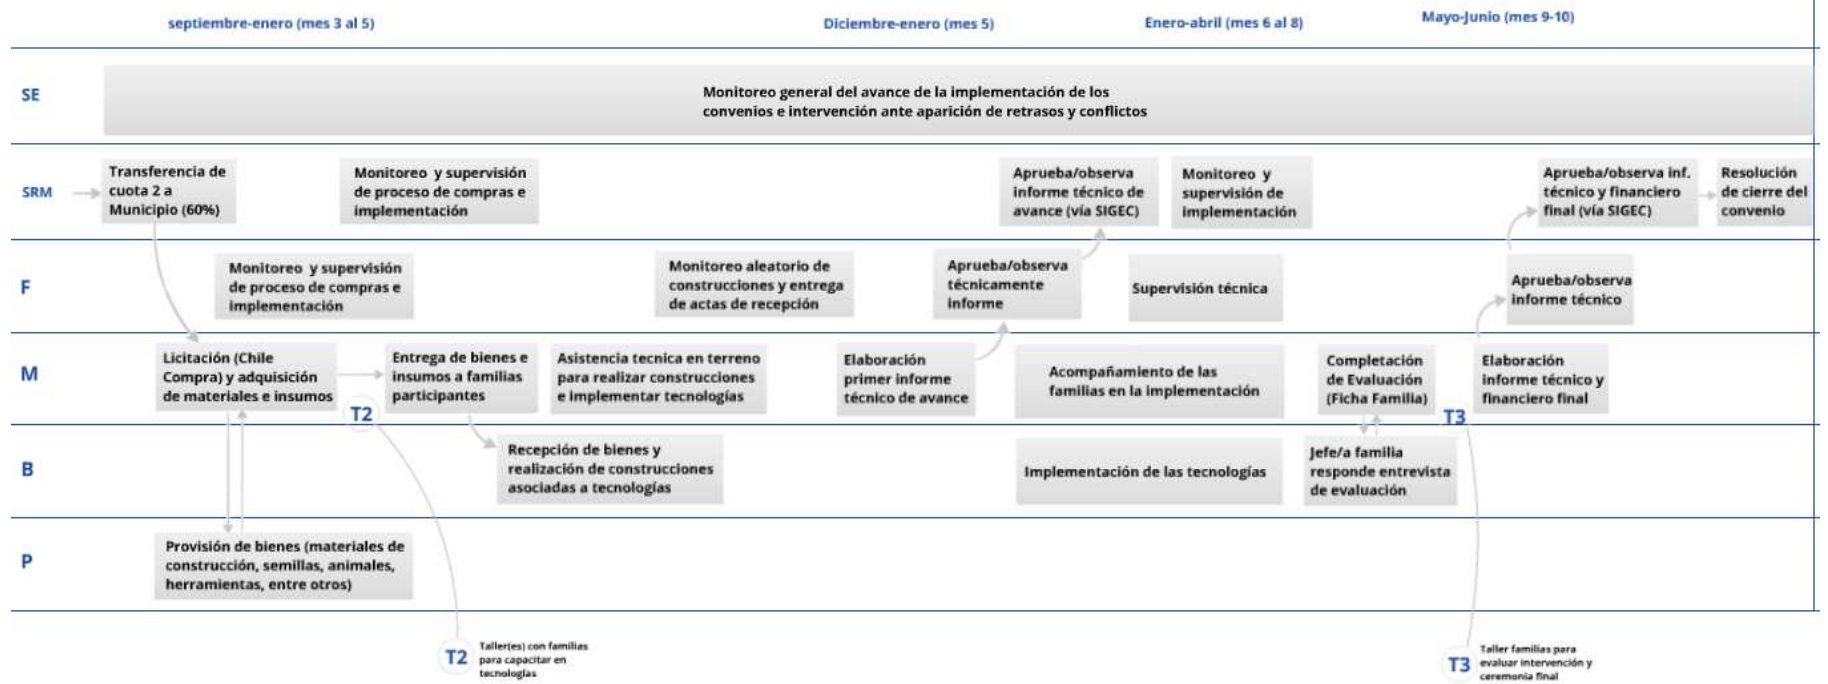 septiembre-enero (mes 3 al 5)
Diciembre-enero (mes 5)
Enero-abril (mes 6 al 8)
Mayo-Junio (mes 9-10)
SE
Monitoreo general del avance de la implementación de los
convenios e intervención ante aparición de retrasos y conflictos
SRM
Transferencia de
cuota 2 a
Municipio (60%)
Monitoreo y supervisión
de proceso de compras e
implementación
Aprueba/observa
informe técnico de
avance (vía SIGEC)
Monitoreo y
supervisión de
implementación
Aprueba/observa inf.
técnico y financiero
final (vía SIGEC)
Resolución
de cierre del
convenio
F
Monitoreo y supervisión
de proceso de compras e
implementación
Monitoreo aleatorio de
construcciones y entrega
de actas de recepción
Aprueba/observa
técnicamente
informe
Supervisión técnica
Aprueba/observa
informe técnico
M
Licitación (Chile
Compra) y adquisición
de materiales e insumos
T2
Entrega de bienes e
insumos a familias
participantes
Asistencia tecnica en terreno
para realizar construcciones
e implementar tecnologías
Elaboración
primer informe
técnico de avance
Acompañamiento de las
familias en la implementación
Completación
de Evaluación
(Ficha Familia)
T3
Elaboración
informe técnico y
financiero final
B
Recepción de bienes y
realización de construcciones
asociadas a tecnologías
Implementación de las tecnologías
Jefe/a familia
responde entrevista
de evaluación
P
Provisión de bienes (materiales de
construcción, semillas, animales,
herramientas, entre otros)
T2
Taller(es) con familias
para capacitar en
tecnologías
T3
Taller familias para
evaluar intervención y
ceremonia final